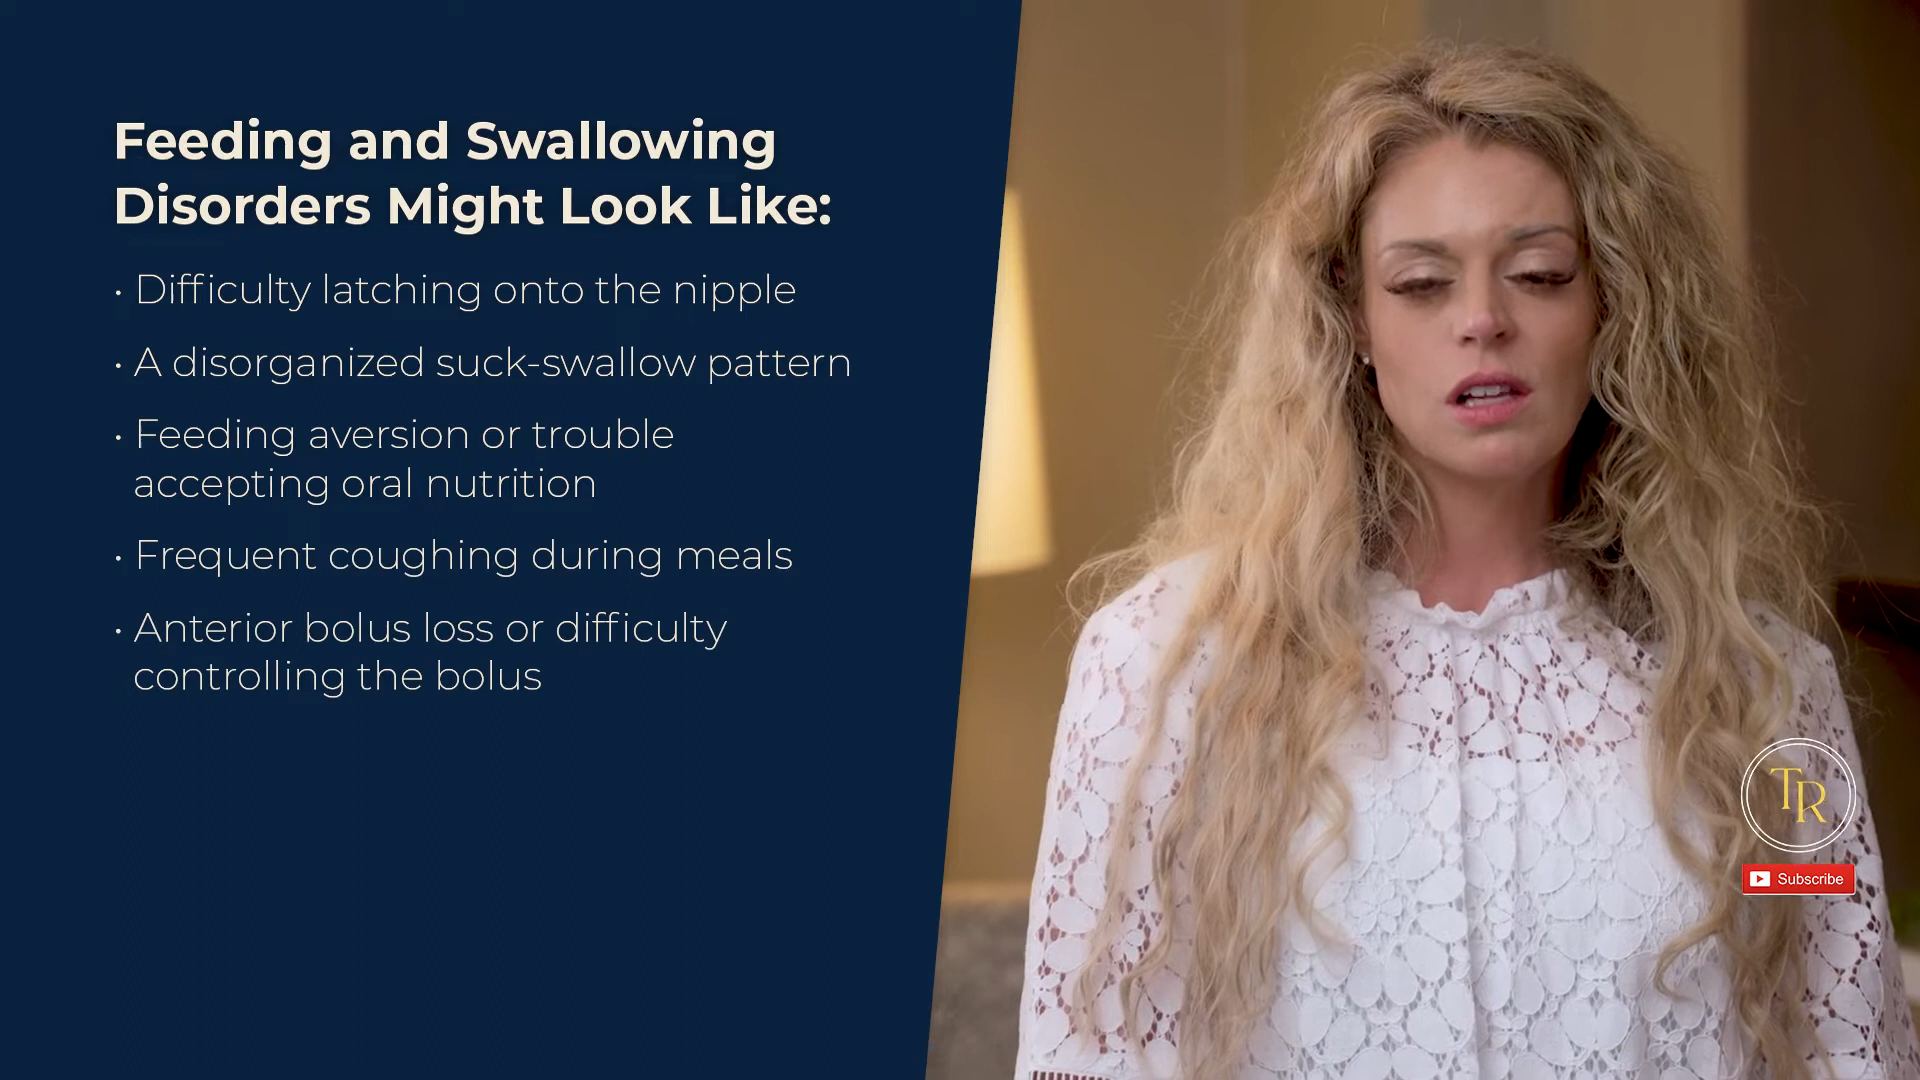 Feeding and Swallowing
Disorders Might Look Like:
• Difficulty latching onto the nipple
• A disorganized suck-swallow pattern
• Feeding aversion or trouble
accepting oral nutrition
• Frequent coughing during meals
• Anterior bolus loss or difficulty
controlling the bolus
TR
Subscribe